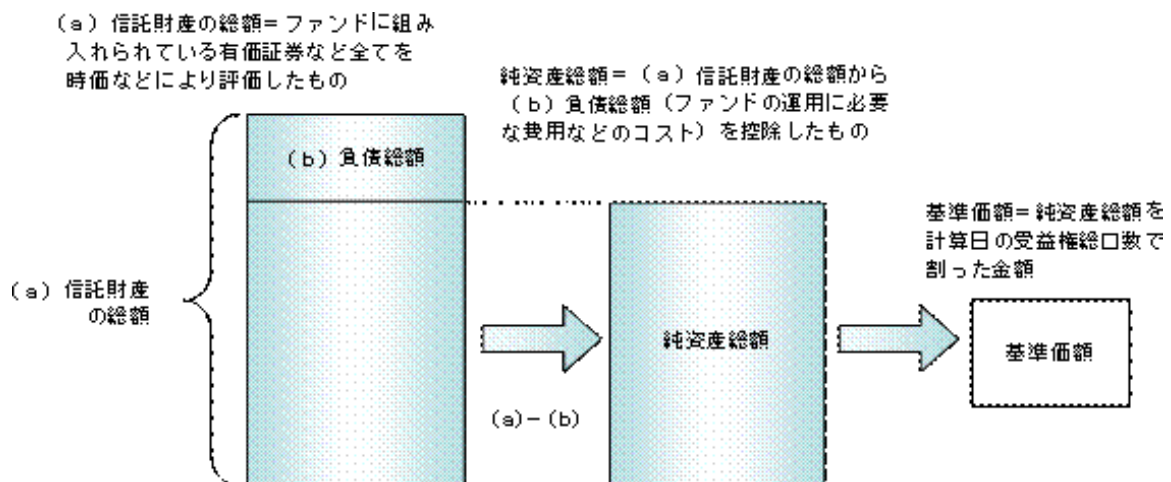 (a)信託財産の総額=ファンドに組み
入れられている有価証券など全てを
時価などにより評価したもの
純資産総額=(a)信託財産の総額から
(b)負債総額(ファンドの運用に必要
な費用などのコスト)を控除したもの
(b)負債総額
基準価額=純資産総額を
計算日の受益権総口数で
割った金額
(a)信託財産
の総額
純資産総額
基準価額
(a)-(b)